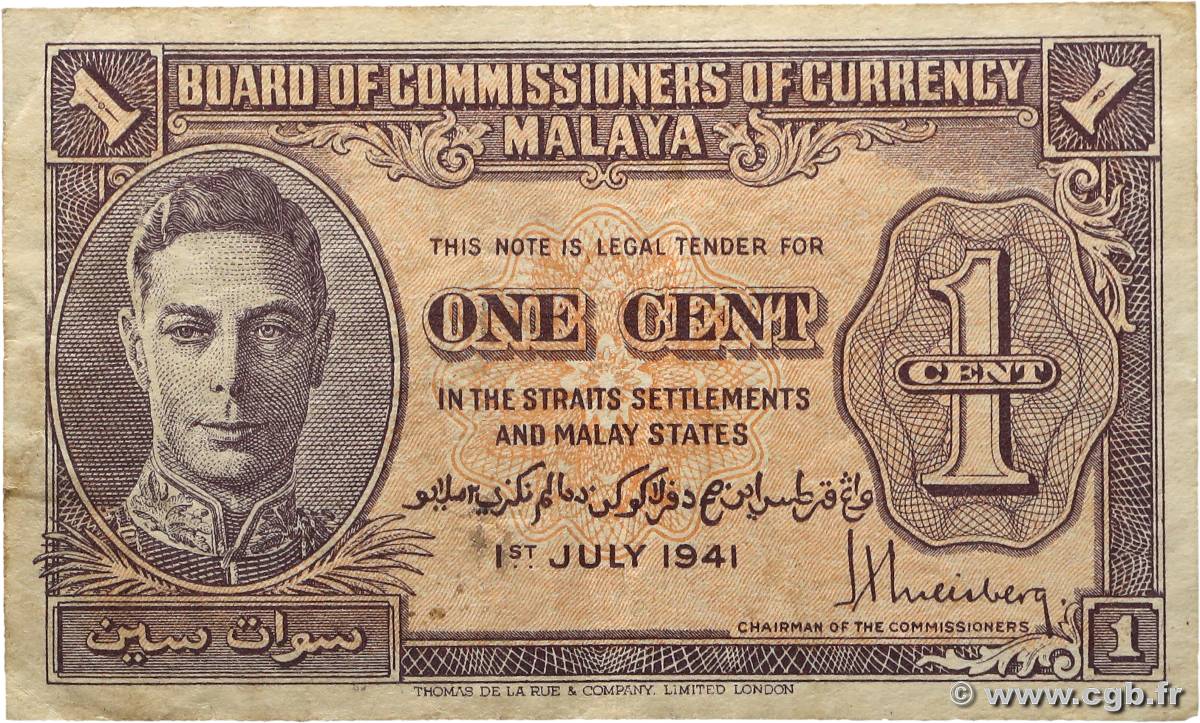 1
1
BOARD OF COMMISSIONERS OF CURRENCY
MALAYA
THIS NOTE IS LEGAL TENDER FOR
ONE CENT
1
CENT
IN THE STRAITS SETTLEMENTS
AND MALAY STATES
1ST JULY 1941
CHAIRMAN OF THE COMMISSIONERS
سوات سين
1
THOMAS DE LA RUE & COMPANY, LIMITED LONDON
© www.cgb.fr